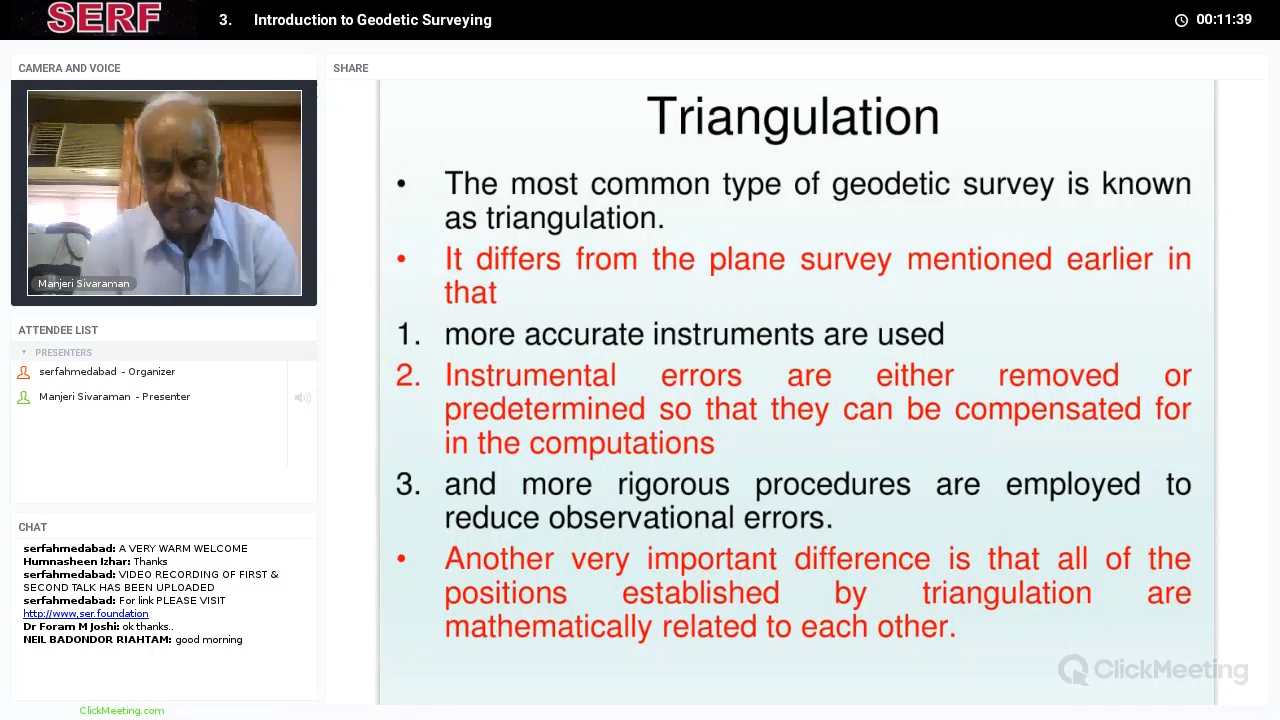 SERF
3. Introduction to Geodetic Surveying
00:11:39
CAMERA AND VOICE
Manjeri Sivaraman
ATTENDEE LIST
PRESENTERS
serfahmedabad - Organizer
Manjeri Sivaraman - Presenter
CHAT
serfahmedabad: A VERY WARM WELCOME
Humnasheen Izhar: Thanks
serfahmedabad: VIDEO RECORDING OF FIRST &
SECOND TALK HAS BEEN UPLOADED
serfahmedabad: For link PLEASE VISIT
http://www,ser.foundation
Dr Foram M Joshi: ok thanks..
NEIL BADONDOR RIAHTAM: good morning
ClickMeeting.com
SHARE
Triangulation
• The most common type of geodetic survey is known
as triangulation.
• It differs from the plane survey mentioned earlier in
that
1. more accurate instruments are used
2. Instrumental errors are either removed or
predetermined so that they can be compensated for
in the computations
3. and more rigorous procedures are employed to
reduce observational errors.
• Another very important difference is that all of the
positions established by triangulation are
mathematically related to each other.
ClickMeeting